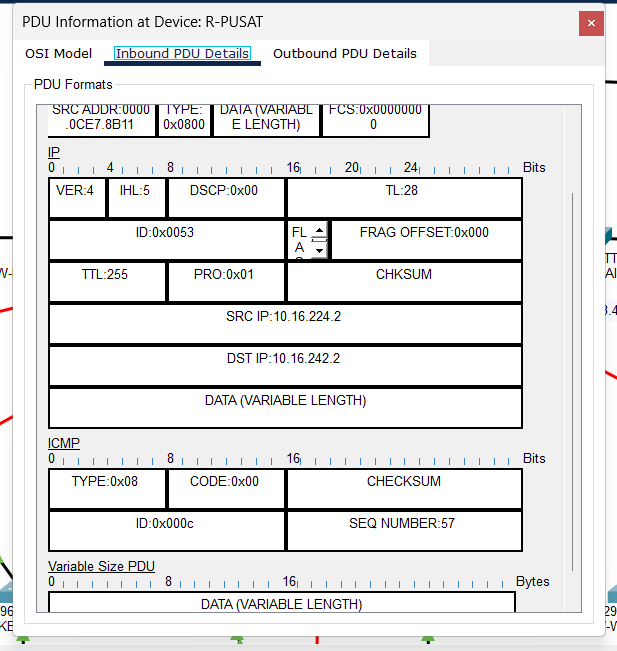 PDU Information at Device: R-PUSAT
×
OSI Model Inbound PDU Details Outbound PDU Details
PDU Formats
SRC ADDR:0000 TYPE: DATA (VARIABL FCS:0x0000000
.0CE7.8B11 0x0800 E LENGTH) 0
IP
0 4 8 16 20 24 Bits
VER:4 IHL:5 DSCP:0x00 TL:28
ID:0x0053 FL FRAG OFFSET:0x000
A
TTL:255 PRO:0x01 CHKSUM
SRC IP:10.16.224.2
DST IP:10.16.242.2
DATA (VARIABLE LENGTH)
ICMP
0 8 16 Bits
TYPE:0x08 CODE:0x00 CHECKSUM
ID:0x000c SEQ NUMBER:57
Variable Size PDU
0 8 16 Bytes
DATA (VARIABLE LENGTH)